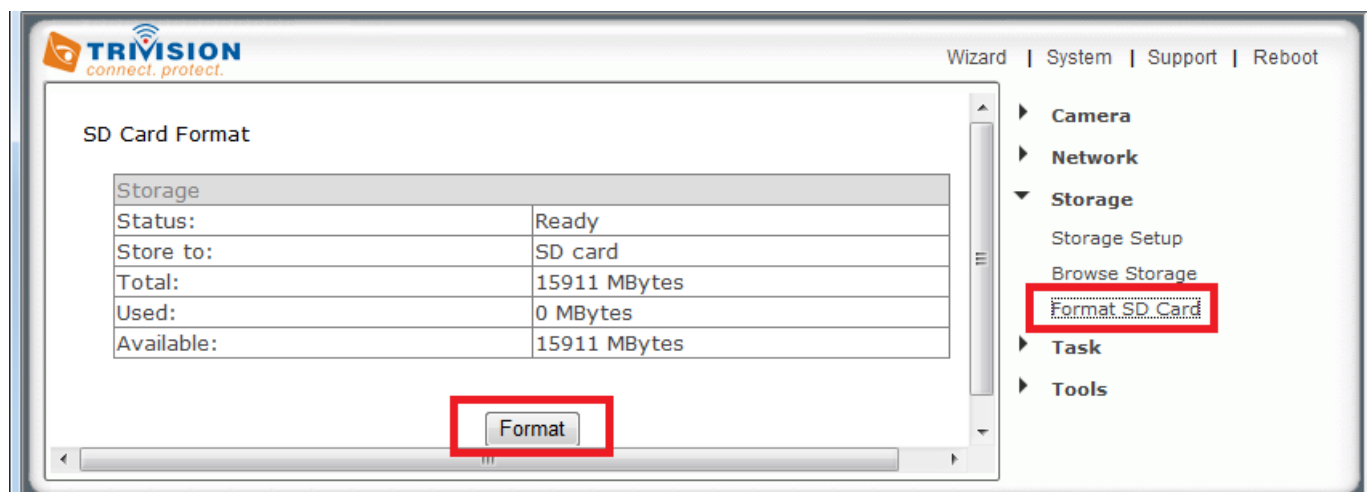 TRIVISION
connect. protect.
Wizard | System | Support | Reboot
SD Card Format
Storage
Status: Ready
Store to: SD card
Total: 15911 MBytes
Used: 0 MBytes
Available: 15911 MBytes
Format
Camera
Network
Storage
Storage Setup
Browse Storage
Format SD Card
Task
Tools